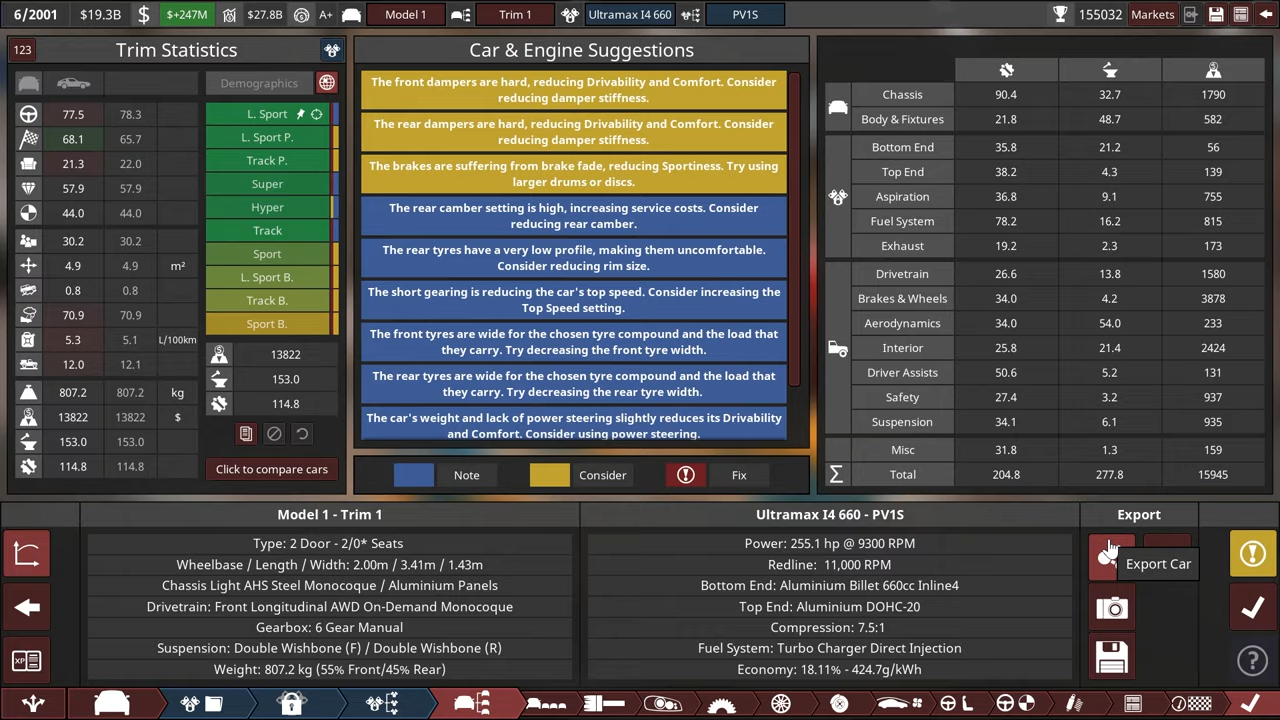 6/2001
$19.3B
$+247M
$27.8B
A+
Model 1
Trim 1
Ultramax I4 660
PV1S
155032
Markets
123
Trim Statistics
Demographics
77.5 78.3
68.1 65.7
21.3 22.0
57.9 57.9
44.0 44.0
30.2 30.2
4.9 4.9 m²
0.8 0.8
70.9 70.9
5.3 5.1 L/100km
12.0 12.1
807.2 807.2 kg
13822 13822 $
153.0 153.0
114.8 114.8
L. Sport
L. Sport P.
Track P.
Super
Hyper
Track
Sport
L. Sport B.
Track B.
Sport B.
13822
153.0
114.8
Click to compare cars
Car & Engine Suggestions
The front dampers are hard, reducing Drivability and Comfort. Consider
reducing damper stiffness.
The rear dampers are hard, reducing Drivability and Comfort. Consider
reducing damper stiffness.
The brakes are suffering from brake fade, reducing Sportiness. Try using
larger drums or discs.
The rear camber setting is high, increasing service costs. Consider
reducing rear camber.
The rear tyres have a very low profile, making them uncomfortable.
Consider reducing rim size.
The short gearing is reducing the car's top speed. Consider increasing the
Top Speed setting.
The front tyres are wide for the chosen tyre compound and the load that
they carry. Try decreasing the front tyre width.
The rear tyres are wide for the chosen tyre compound and the load that
they carry. Try decreasing the rear tyre width.
The car's weight and lack of power steering slightly reduces its Drivability
and Comfort. Consider using power steering.
Note
Consider
Fix
Chassis 90.4 32.7 1790
Body & Fixtures 21.8 48.7 582
Bottom End 35.8 21.2 56
Top End 38.2 4.3 139
Aspiration 36.8 9.1 755
Fuel System 78.2 16.2 815
Exhaust 19.2 2.3 173
Drivetrain 26.6 13.8 1580
Brakes & Wheels 34.0 4.2 3878
Aerodynamics 34.0 54.0 233
Interior 25.8 21.4 2424
Driver Assists 50.6 5.2 131
Safety 27.4 3.2 937
Suspension 34.1 6.1 935
Misc 31.8 1.3 159
Σ Total 204.8 277.8 15945
Model 1 - Trim 1
Type: 2 Door - 2/0* Seats
Wheelbase / Length / Width: 2.00m / 3.41m / 1.43m
Chassis Light AHS Steel Monocoque / Aluminium Panels
Drivetrain: Front Longitudinal AWD On-Demand Monocoque
Gearbox: 6 Gear Manual
Suspension: Double Wishbone (F) / Double Wishbone (R)
Weight: 807.2 kg (55% Front/45% Rear)
Ultramax I4 660 - PV1S
Power: 255.1 hp @ 9300 RPM
Redline: 11,000 RPM
Bottom End: Aluminium Billet 660cc Inline4
Top End: Aluminium DOHC-20
Compression: 7.5:1
Fuel System: Turbo Charger Direct Injection
Economy: 18.11% - 424.7g/kWh
Export
Export Car
XP